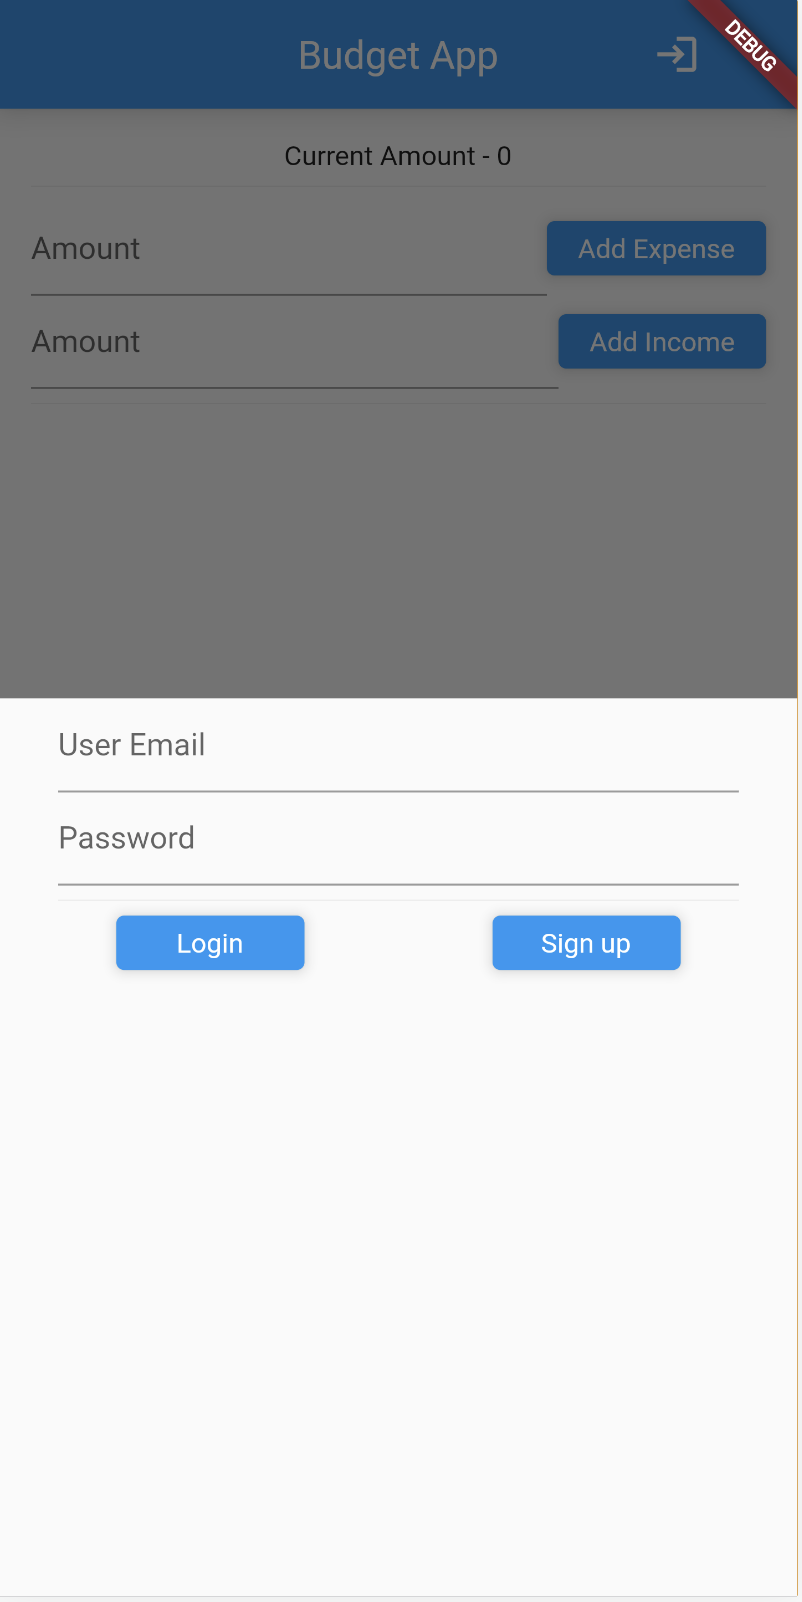 Budget App
DEBUG
Current Amount - 0
Amount
Add Expense
Amount
Add Income
User Email
Password
Login
Sign up